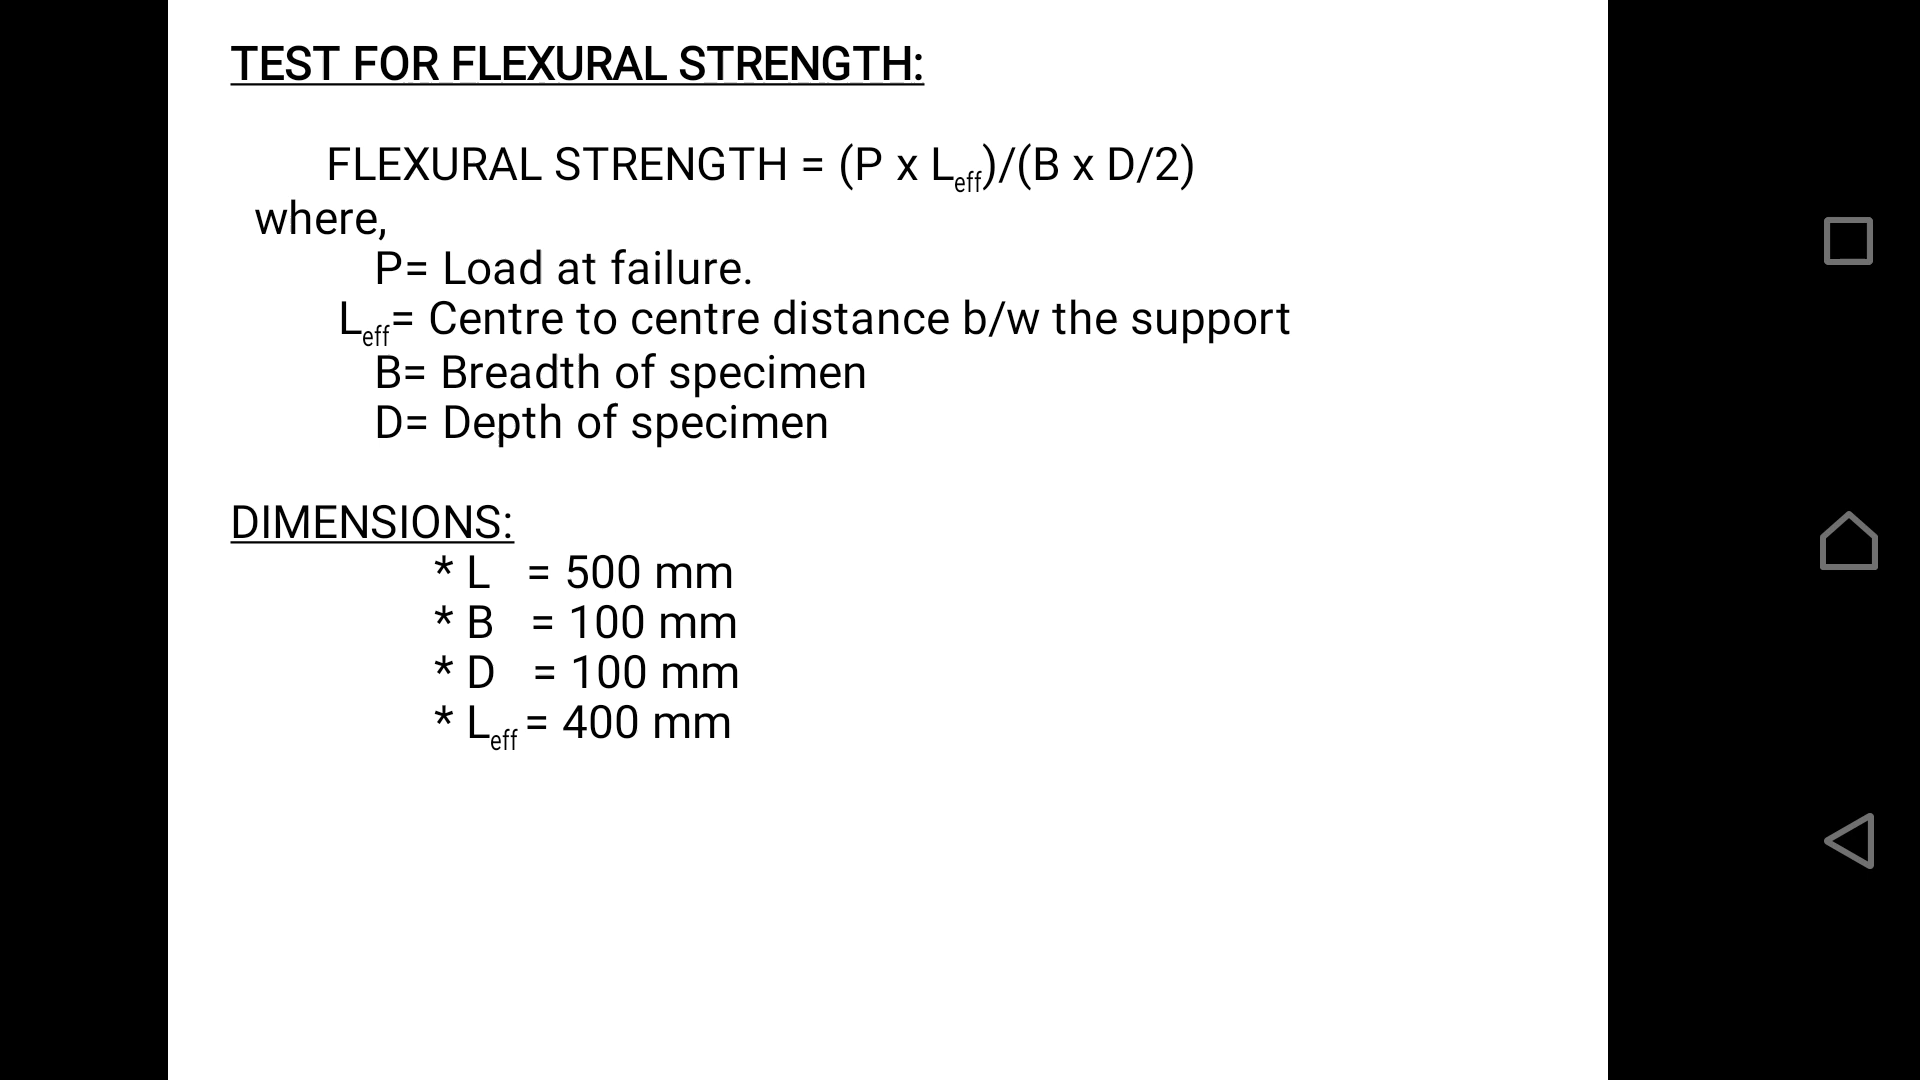 TEST FOR FLEXURAL STRENGTH:
FLEXURAL STRENGTH = (P x Leff)/(B x D/2)
where,
P= Load at failure.
Leff= Centre to centre distance b/w the support
B= Breadth of specimen
D= Depth of specimen
DIMENSIONS:
* L = 500 mm
* B = 100 mm
* D = 100 mm
* Leff = 400 mm